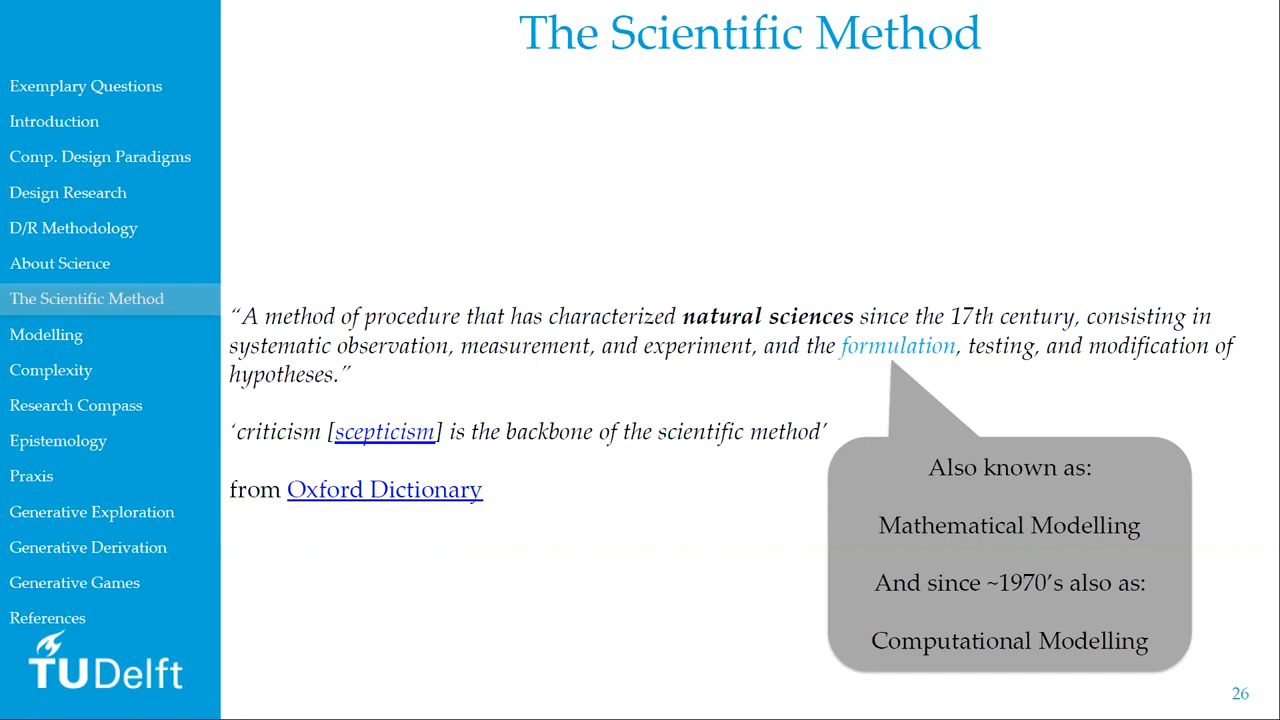 The Scientific Method
Exemplary Questions
Introduction
Comp. Design Paradigms
Design Research
D/R Methodology
About Science
The Scientific Method
Modelling
Complexity
Research Compass
Epistemology
Praxis
Generative Exploration
Generative Derivation
Generative Games
References
TUDelft
“A method of procedure that has characterized natural sciences since the 17th century, consisting in
systematic observation, measurement, and experiment, and the formulation, testing, and modification of
hypotheses.”
‘criticism [scepticism] is the backbone of the scientific method’
from Oxford Dictionary
Also known as:
Mathematical Modelling
And since ~1970’s also as:
Computational Modelling
26